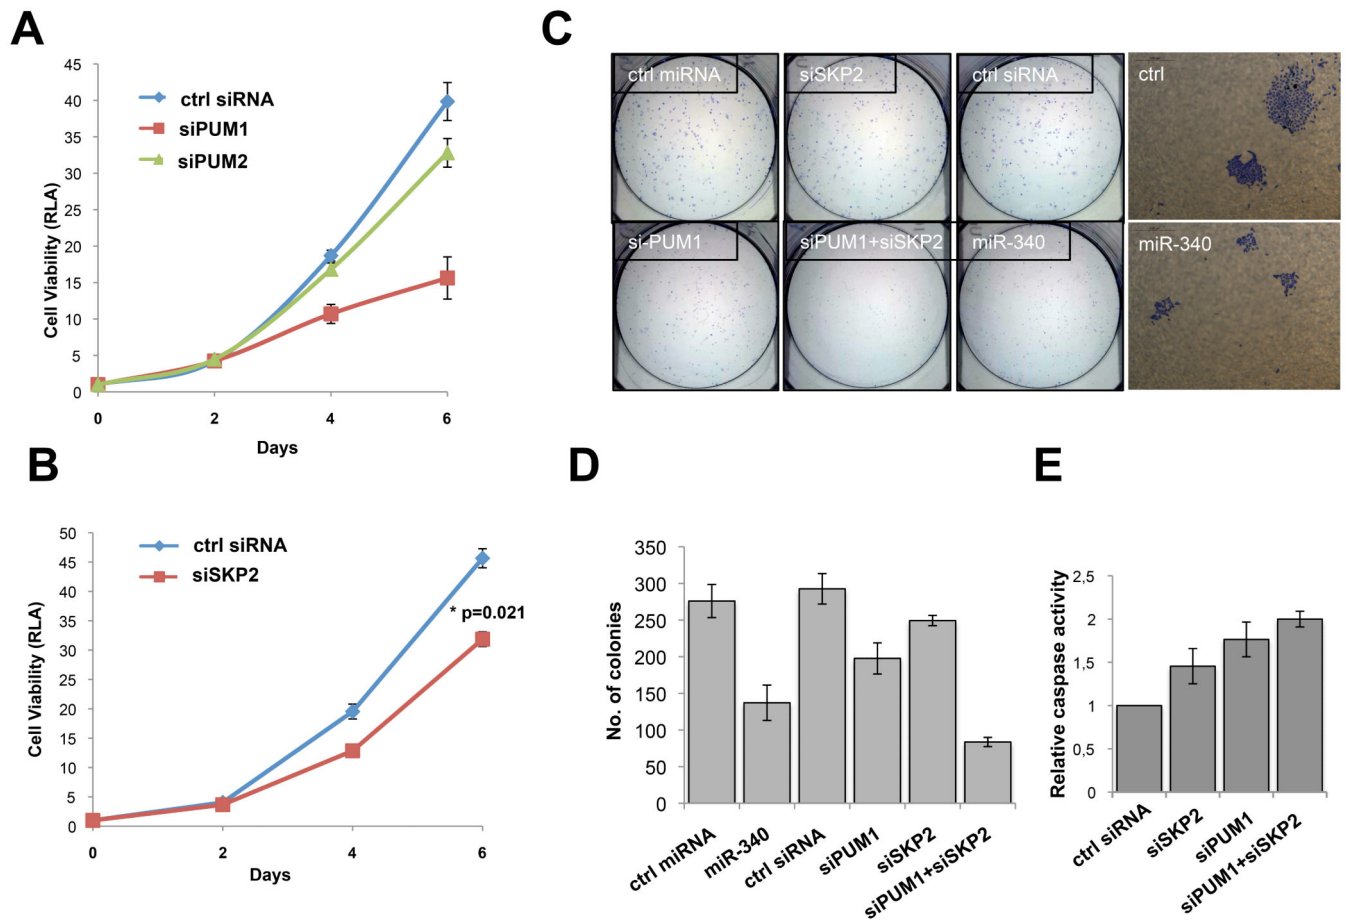 A
45
40
35
30
25
20
15
10
5
0
Cell Viability (RLA)
ctrl siRNA
siPUM1
siPUM2
0 2 4 6
Days
B
50
45
40
35
30
25
20
15
10
5
0
Cell Viability (RLA)
ctrl siRNA
siSKP2
* p=0.021
0 2 4 6
Days
C
ctrl miRNA siSKP2 ctrl siRNA ctrl
si-PUM1 siPUM1+siSKP2 miR-340 miR-340
D
350
300
250
200
150
100
50
0
No. of colonies
ctrl miRNA
miR-340
ctrl siRNA
siPUM1
siSKP2
siPUM1+siSKP2
E
2,5
2
1,5
1
0,5
0
Relative caspase activity
ctrl siRNA
siSKP2
siPUM1
siPUM1+siSKP2